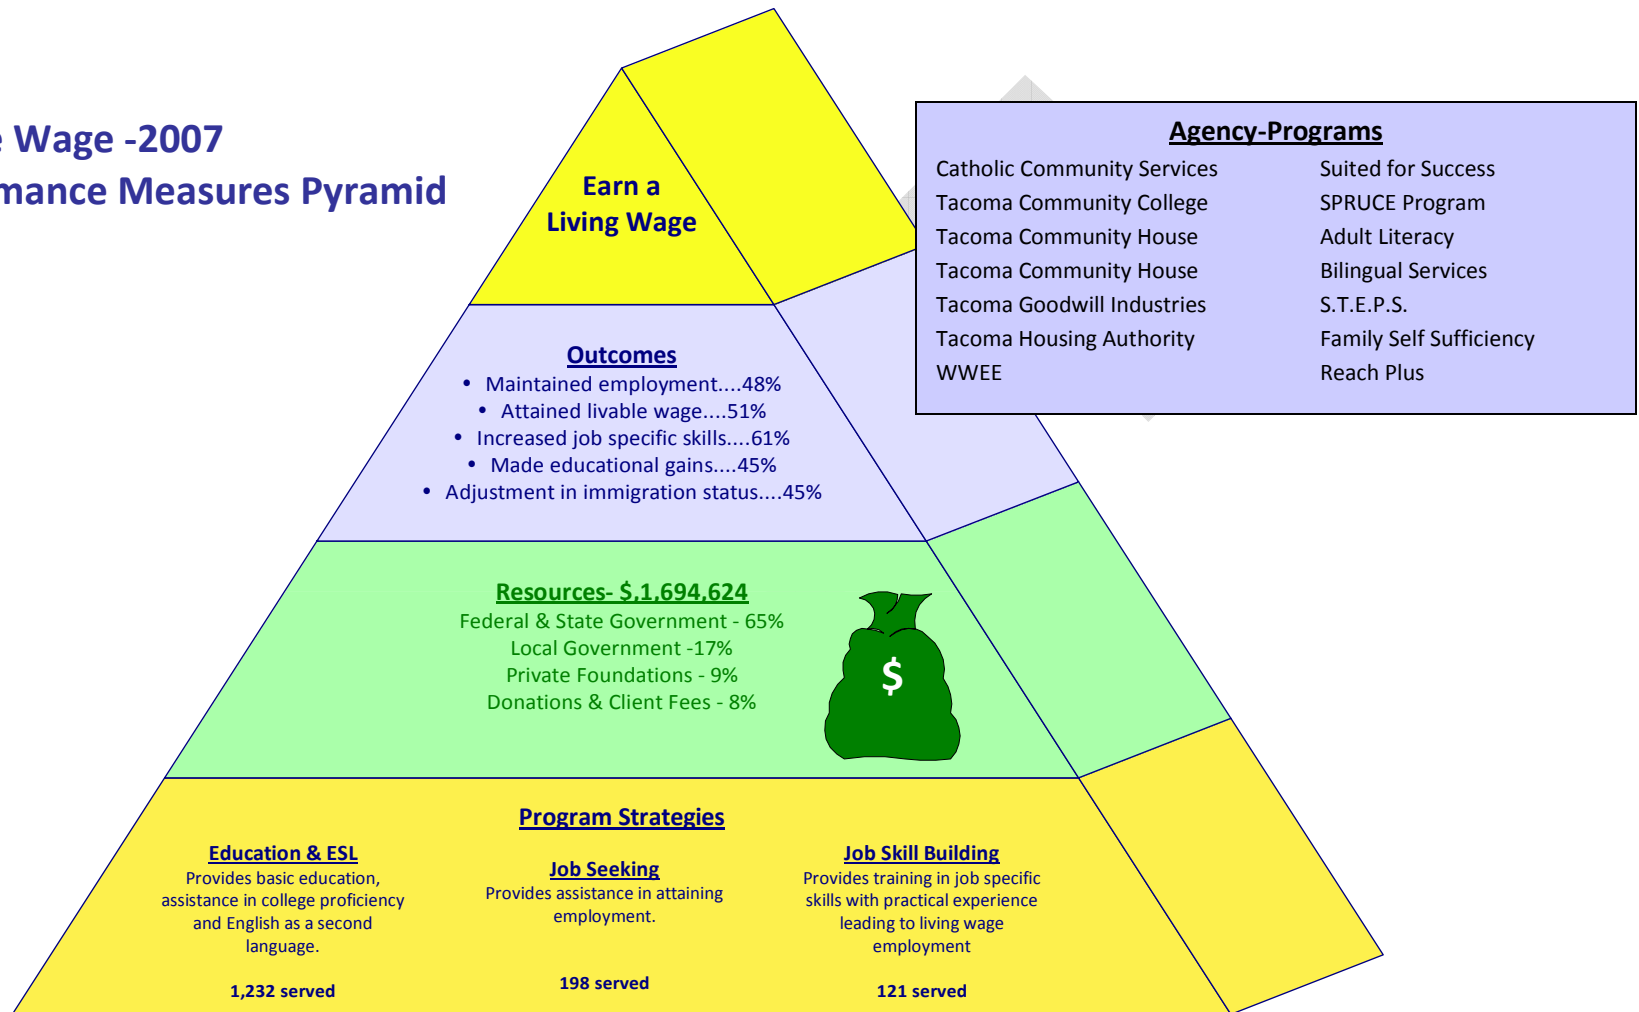 e Wage -2007
rmance Measures Pyramid
Earn a
Living Wage
Agency-Programs
Catholic Community Services Suited for Success
Tacoma Community College SPRUCE Program
Tacoma Community House Adult Literacy
Tacoma Community House Bilingual Services
Tacoma Goodwill Industries S.T.E.P.S.
Tacoma Housing Authority Family Self Sufficiency
WWEE Reach Plus
Outcomes
• Maintained employment....48%
• Attained livable wage....51%
• Increased job specific skills....61%
• Made educational gains....45%
• Adjustment in immigration status....45%
Resources- $,1,694,624
Federal & State Government - 65%
Local Government -17%
Private Foundations - 9%
Donations & Client Fees - 8%
$
Program Strategies
Education & ESL
Provides basic education,
assistance in college proficiency
and English as a second
language.
1,232 served
Job Seeking
Provides assistance in attaining
employment.
198 served
Job Skill Building
Provides training in job specific
skills with practical experience
leading to living wage
employment
121 served